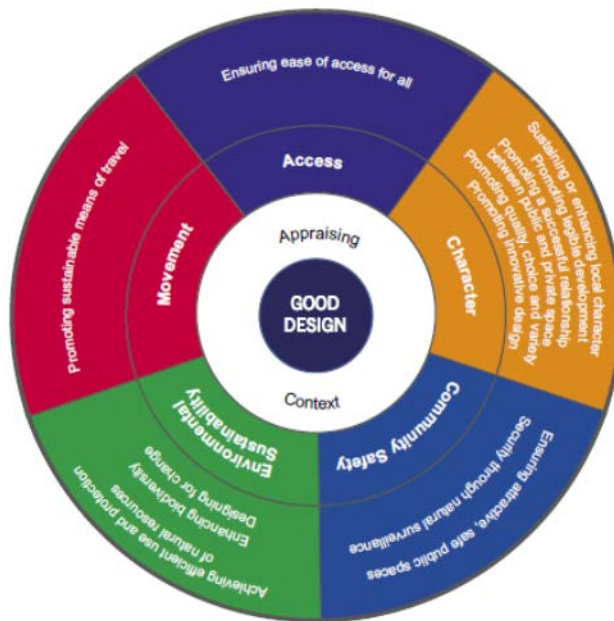 Ensuring ease of access for all
Access
Sustaining or enhancing local character
Promoting legible development
Promoting a successful relationship
between public and private space
Promoting quality, choice and variety
Promoting innovative design
Character
Community Safety
Ensuring attractive, safe public spaces
Security through natural surveillance
Environmental
Sustainability
Achieving efficient use and protection
of natural resources
Enhancing biodiversity
Designing for change
Movement
Promoting sustainable means of travel
Appraising
GOOD
DESIGN
Context